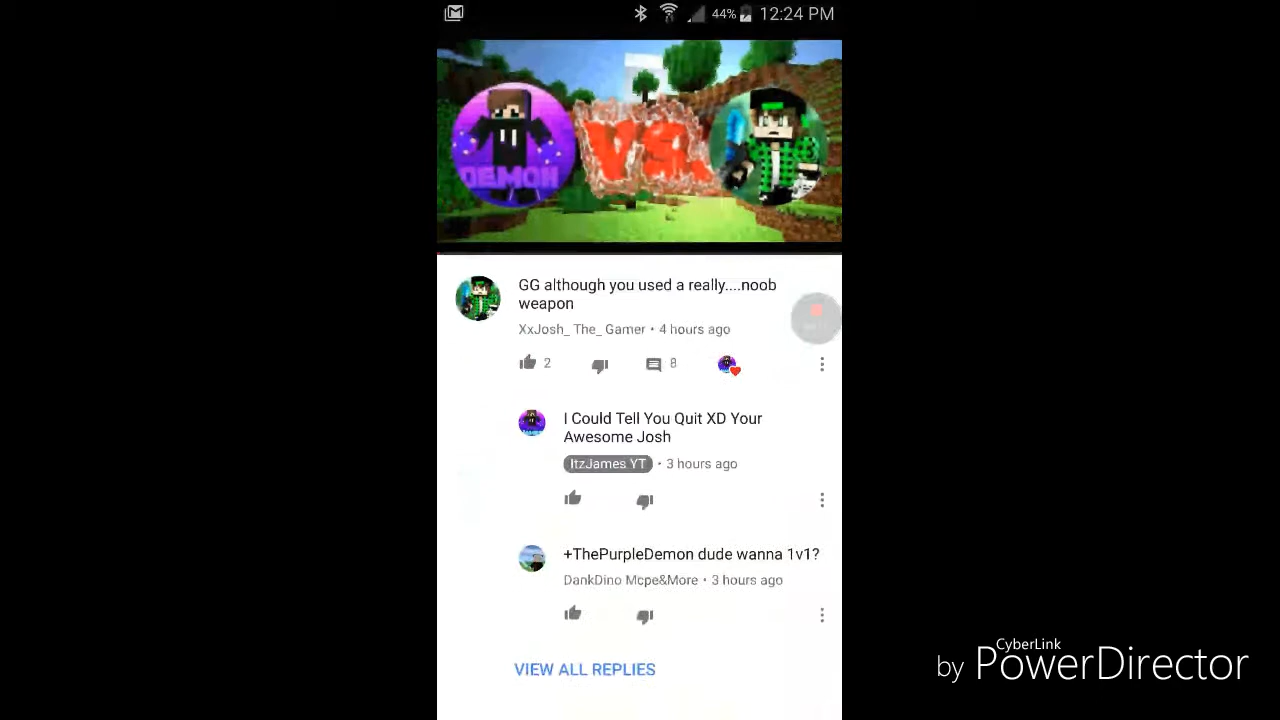 44% 12:24 PM
DEMON
VS.
GG although you used a really....noob
weapon
XxJosh_ The_ Gamer • 4 hours ago
2
8
I Could Tell You Quit XD Your
Awesome Josh
ItzJames YT • 3 hours ago
+ThePurpleDemon dude wanna 1v1?
DankDino Mcpe&More • 3 hours ago
VIEW ALL REPLIES
CyberLink
by PowerDirector